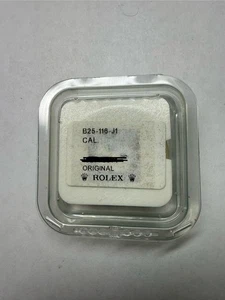 B25-116-J1
CAL.
ORIGINAL
ROLEX